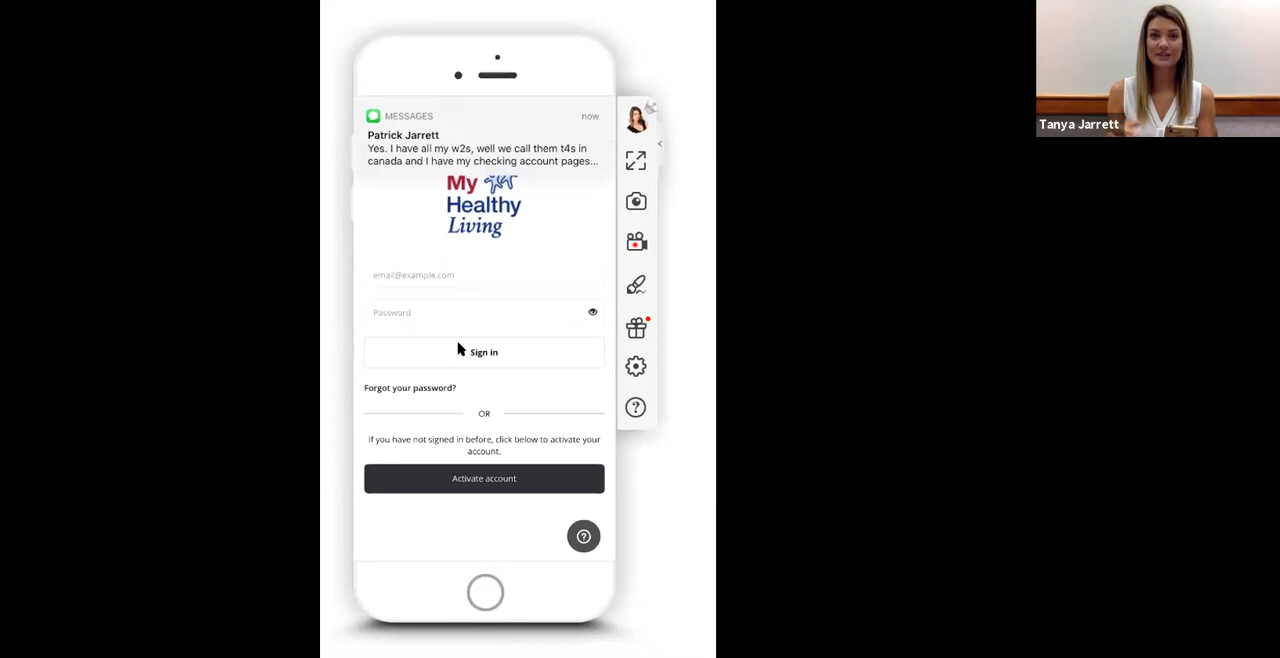 MESSAGES
now
Patrick Jarrett
Yes. I have all my w2s, well we call them t4s in
canada and I have my checking account pages...
My
Healthy
Living
email@example.com
Password
Sign in
Forgot your password?
OR
If you have not signed in before, click below to activate your
account.
Activate account
Tanya Jarrett